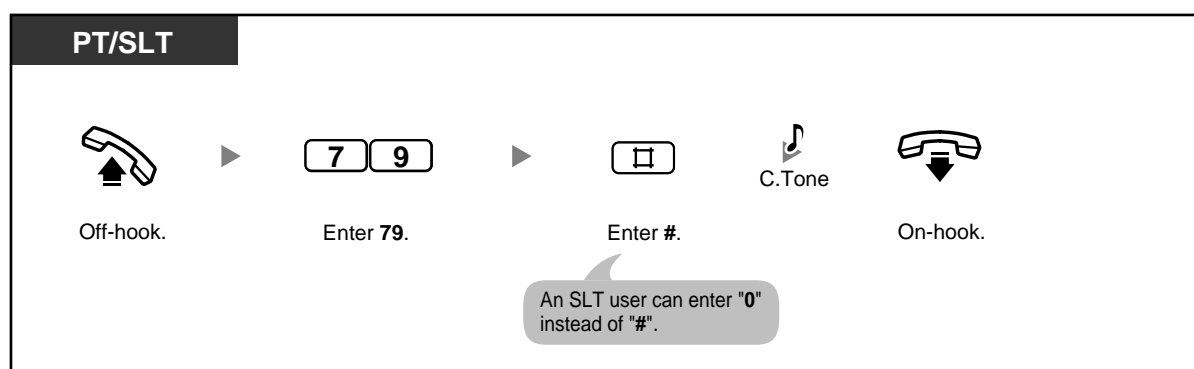 PT/SLT
7 9
#
C.Tone
Off-hook.
Enter 79.
Enter #.
On-hook.
An SLT user can enter "0"
instead of "#".